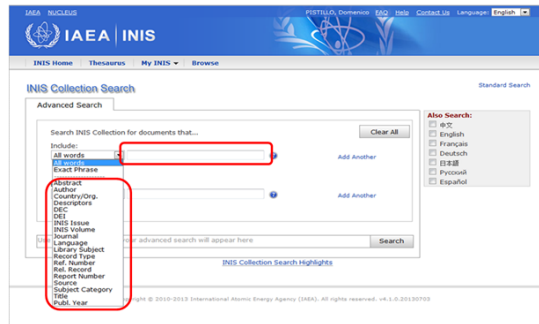 IAEA NUCLEUS PISTILLO, Domenico FAQ Help Contact Us Language: English
IAEA INIS
INIS Home Thesaurus My INIS Browse
INIS Collection Search Standard Search
Advanced Search
Search INIS Collection for documents that... Clear All
Include:
All words Add Another
All words
Exact Phrase
Abstract
Author
Country/Org. Add Another
Descriptors
DEC
DEI
INIS Issue
INIS Volume
Journal
Language
Library Subject
Record Type
Ref. Number
Rel. Record
Report Number
Source
Subject Category
Title
Publ. Year
your advanced search will appear here Search
INIS Collection Search Highlights
© 2010-2013 International Atomic Energy Agency (IAEA). All rights reserved. v4.1.0.20130703
Also Search:
中文
English
Français
Deutsch
日本語
Русский
Español